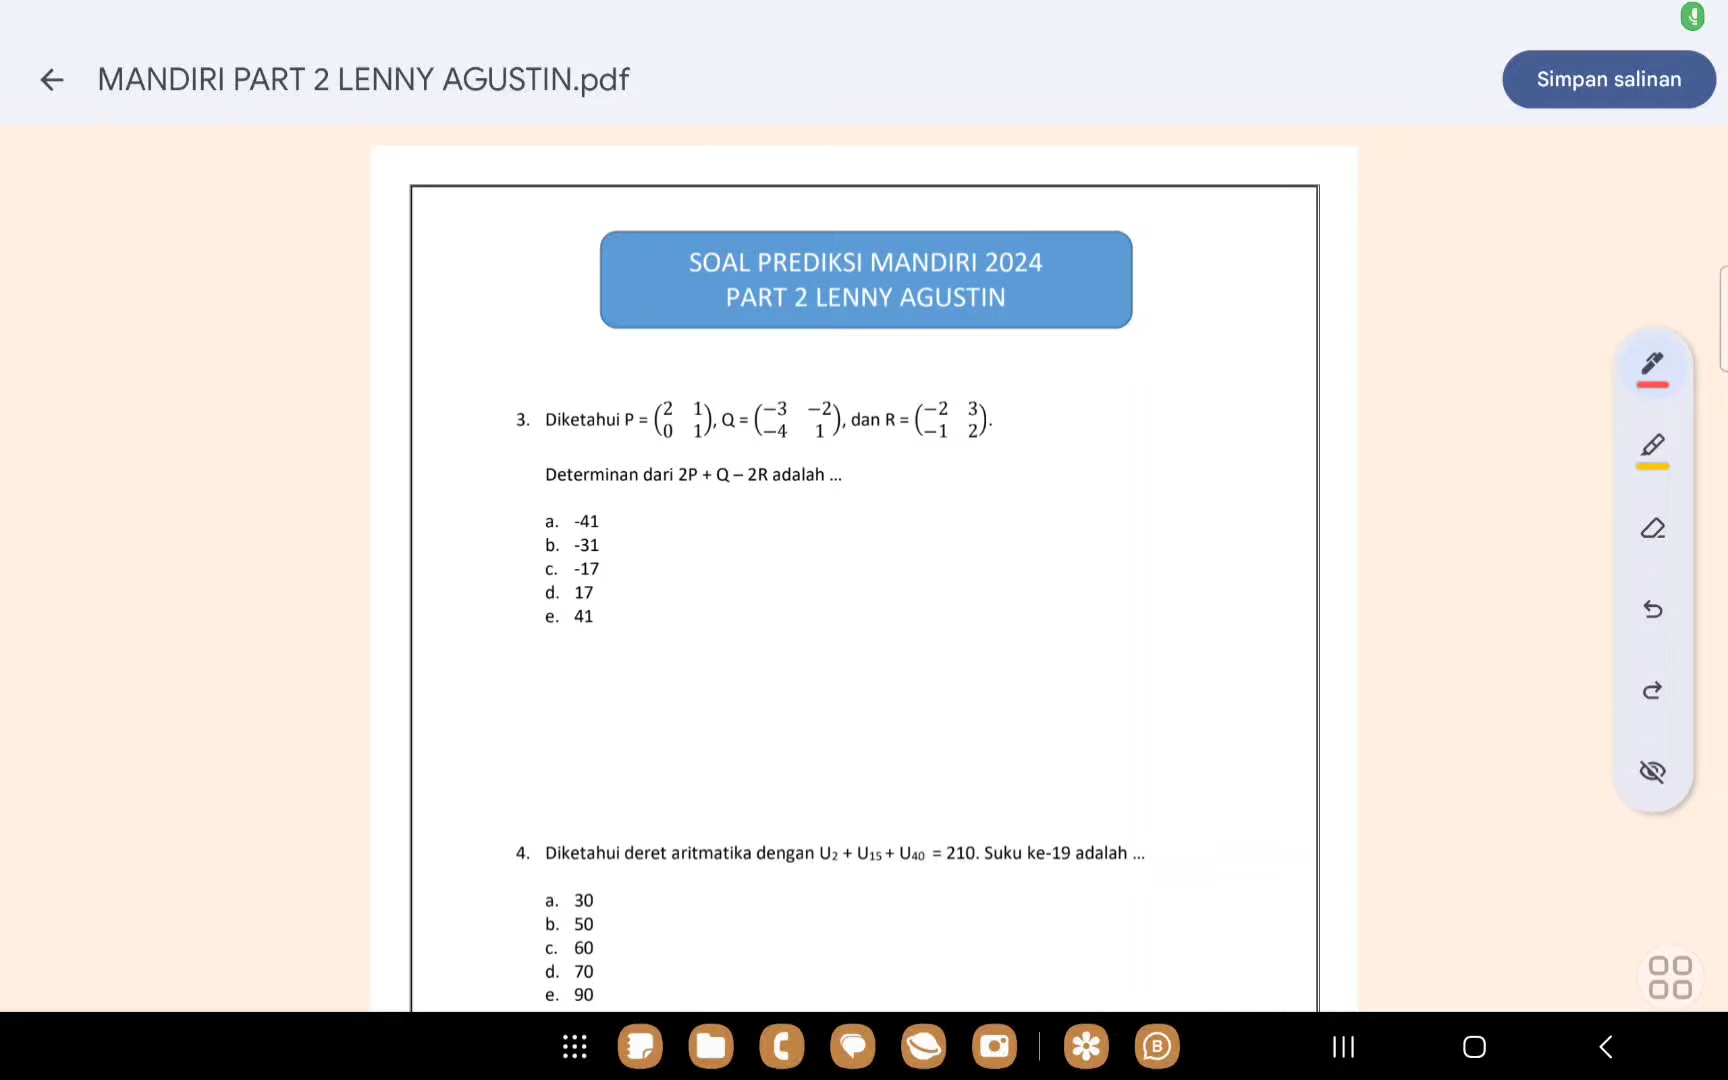 MANDIRI PART 2 LENNY AGUSTIN.pdf
Simpan salinan
SOAL PREDIKSI MANDIRI 2024
PART 2 LENNY AGUSTIN
3. Diketahui P = (2 1 0 1), Q = (−3 −2 −4 1), dan R = (−2 3 −1 2).
Determinan dari 2P + Q – 2R adalah ...
a. -41
b. -31
c. -17
d. 17
e. 41
4. Diketahui deret aritmatika dengan U₂ + U₁₅ + U₄₀ = 210. Suku ke-19 adalah ...
a. 30
b. 50
c. 60
d. 70
e. 90